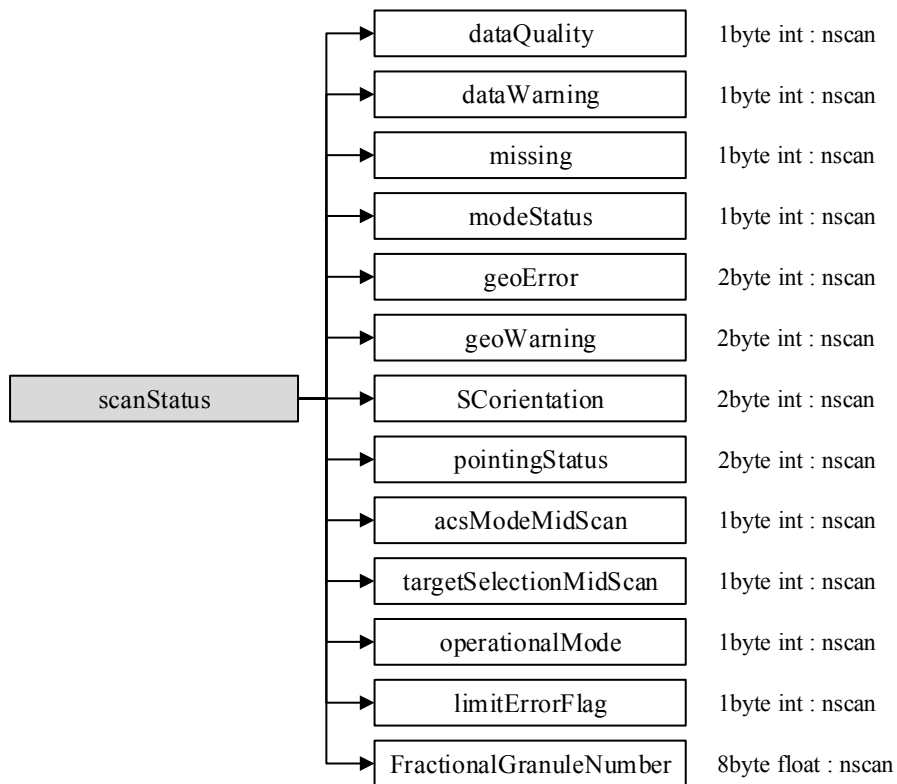 dataQuality 1byte int : nscan
dataWarning 1byte int : nscan
missing 1byte int : nscan
modeStatus 1byte int : nscan
geoError 2byte int : nscan
geoWarning 2byte int : nscan
scanStatus SCorientation 2byte int : nscan
pointingStatus 2byte int : nscan
acsModeMidScan 1byte int : nscan
targetSelectionMidScan 1byte int : nscan
operationalMode 1byte int : nscan
limitErrorFlag 1byte int : nscan
FractionalGranuleNumber 8byte float : nscan